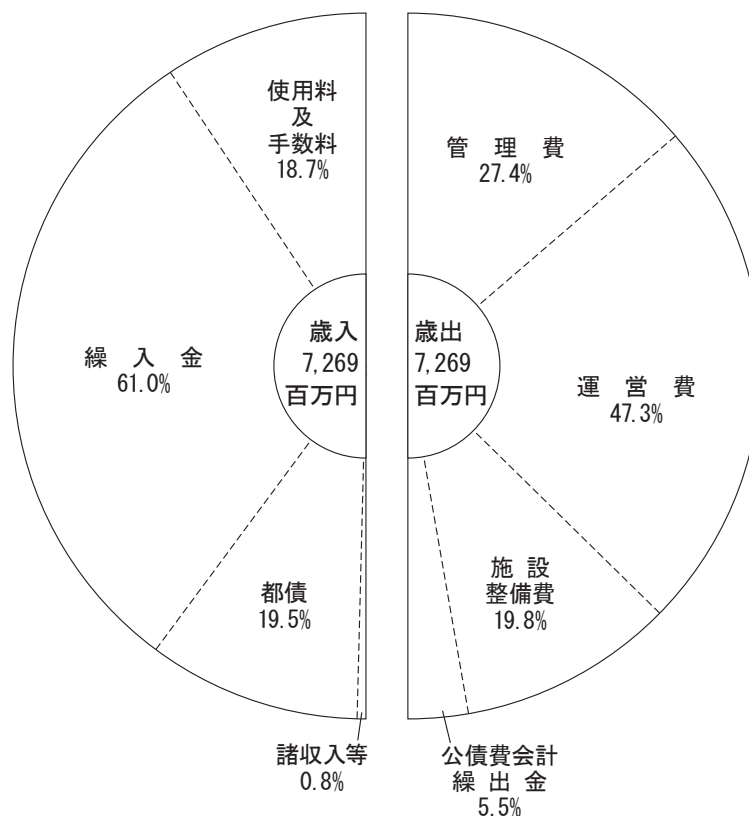 使用料
及
手数料
18.7%
繰　入　金
61.0%
都債
19.5%
諸収入等
0.8%
歳入
7,269
百万円
歳出
7,269
百万円
管　理　費
27.4%
運　営　費
47.3%
施　設
整備費
19.8%
公債費会計
繰　出　金
5.5%